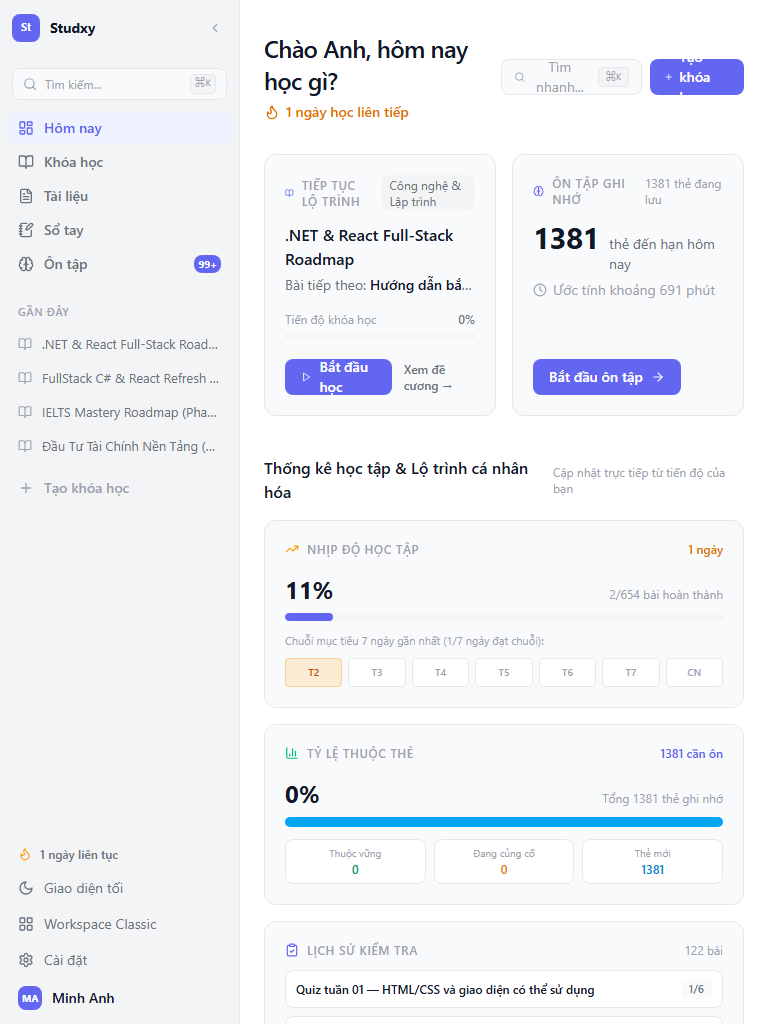 St Studxy
Tìm kiếm... ⌘K
Hôm nay
Khóa học
Tài liệu
Sổ tay
Ôn tập 99+
GẦN ĐÂY
.NET & React Full-Stack Road...
FullStack C# & React Refresh ...
IELTS Mastery Roadmap (Pha...
Đầu Tư Tài Chính Nền Tảng (...
Tạo khóa học
1 ngày liên tục
Giao diện tối
Workspace Classic
Cài đặt
MA Minh Anh
Chào Anh, hôm nay
học gì?
1 ngày học liên tiếp
Tìm
nhanh... ⌘K
+ khóa
TIẾP TỤC
LỘ TRÌNH
Công nghệ &
Lập trình
.NET & React Full-Stack
Roadmap
Bài tiếp theo: Hướng dẫn bắ...
Tiến độ khóa học 0%
Bắt đầu
học
Xem đề
cương →
ÔN TẬP GHI
NHỚ
1381 thẻ đang
lưu
1381 thẻ đến hạn hôm
nay
Ước tính khoảng 691 phút
Bắt đầu ôn tập →
Thống kê học tập & Lộ trình cá nhân
hóa
Cập nhật trực tiếp từ tiến độ của
bạn
NHỊP ĐỘ HỌC TẬP 1 ngày
11% 2/654 bài hoàn thành
Chuỗi mục tiêu 7 ngày gần nhất (1/7 ngày đạt chuỗi):
T2 T3 T4 T5 T6 T7 CN
TỶ LỆ THUỘC THẺ 1381 cần ôn
0% Tổng 1381 thẻ ghi nhớ
Thuộc vững Đang củng cố Thẻ mới
0 0 1381
LỊCH SỬ KIỂM TRA 122 bài
Quiz tuần 01 — HTML/CSS và giao diện có thể sử dụng 1/6